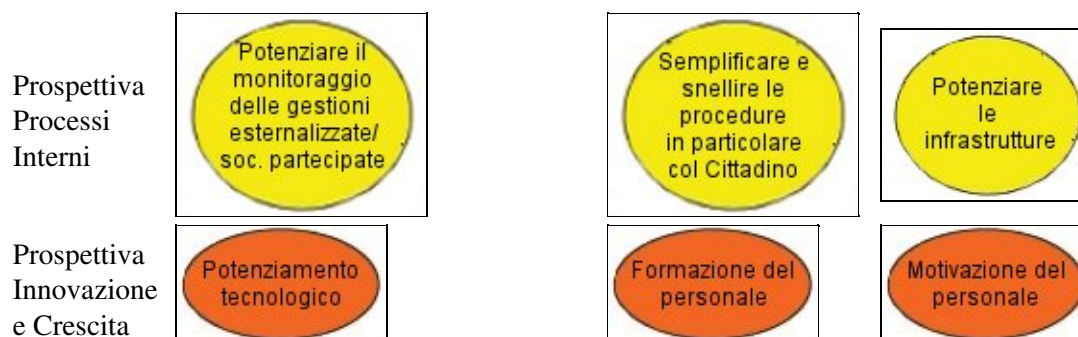 Prospettiva
Processi
Interni
Potenziare il
monitoraggio
delle gestioni
esternalizzate/
soc. partecipate
Semplificare e
snellire le
procedure
in particolare
col Cittadino
Potenziare
le
infrastrutture
Prospettiva
Innovazione
e Crescita
Potenziamento
tecnologico
Formazione del
personale
Motivazione del
personale